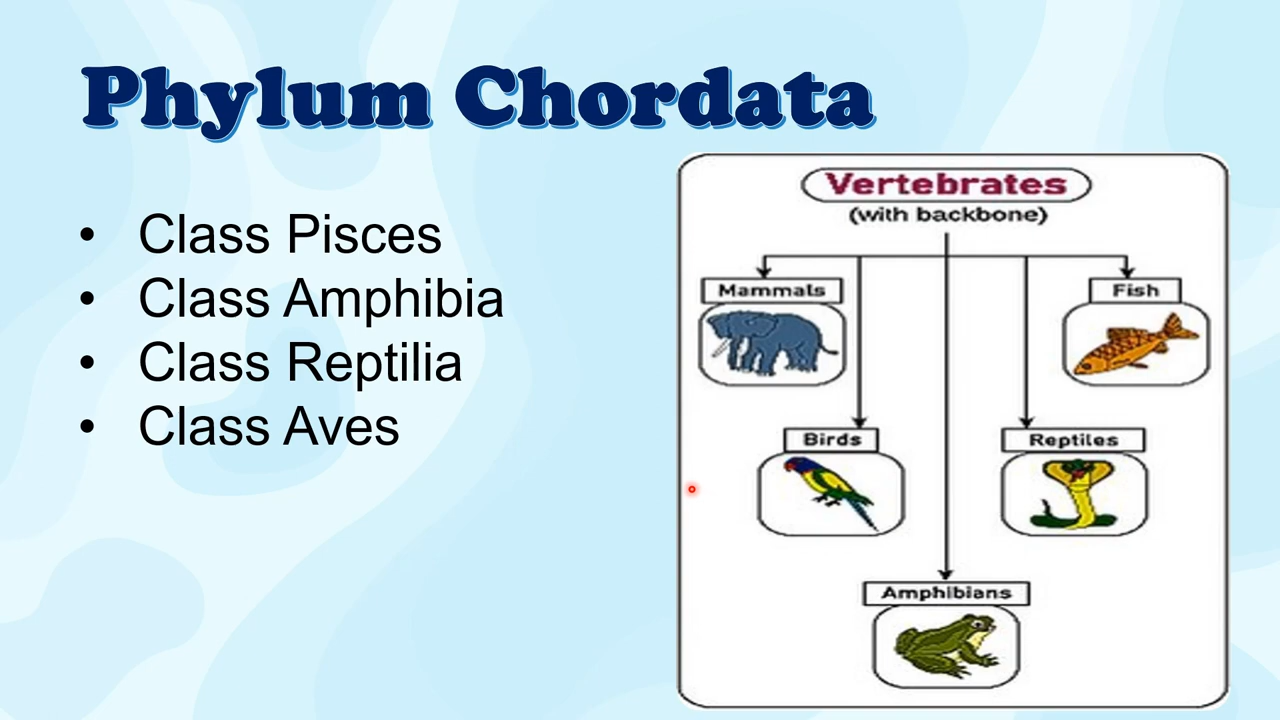 Phylum Chordata
• Class Pisces
• Class Amphibia
• Class Reptilia
• Class Aves
Vertebrates
(with backbone)
Mammals
Fish
Birds
Reptiles
Amphibians